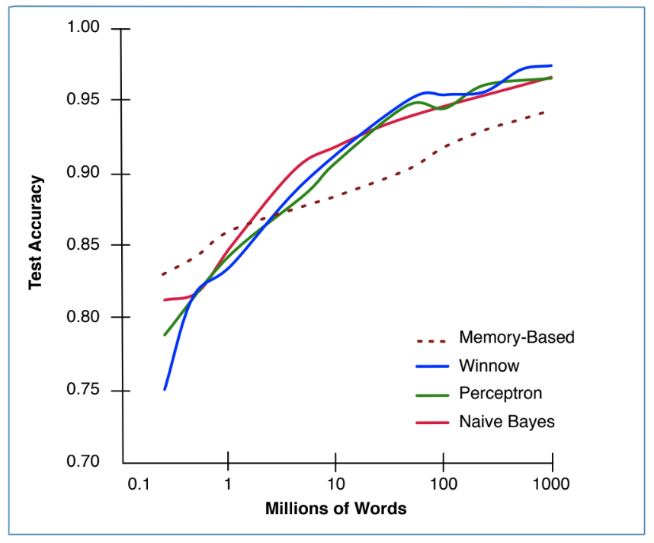 1.00
0.95
0.90
0.85
0.80
0.75
0.70
Test Accuracy
Memory-Based
Winnow
Perceptron
Naive Bayes
0.1 1 10 100 1000
Millions of Words